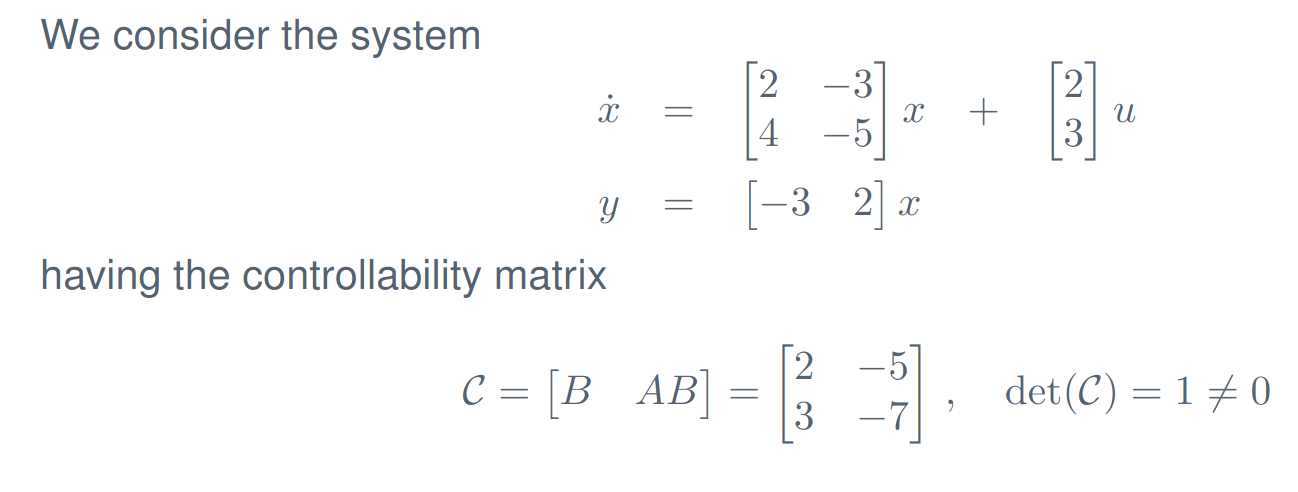 We consider the system
ẋ = [2 −3; 4 −5] x + [2; 3] u
y = [−3 2] x
having the controllability matrix
𝒞 = [B AB] = [2 −5; 3 −7] , det(𝒞) = 1 ≠ 0